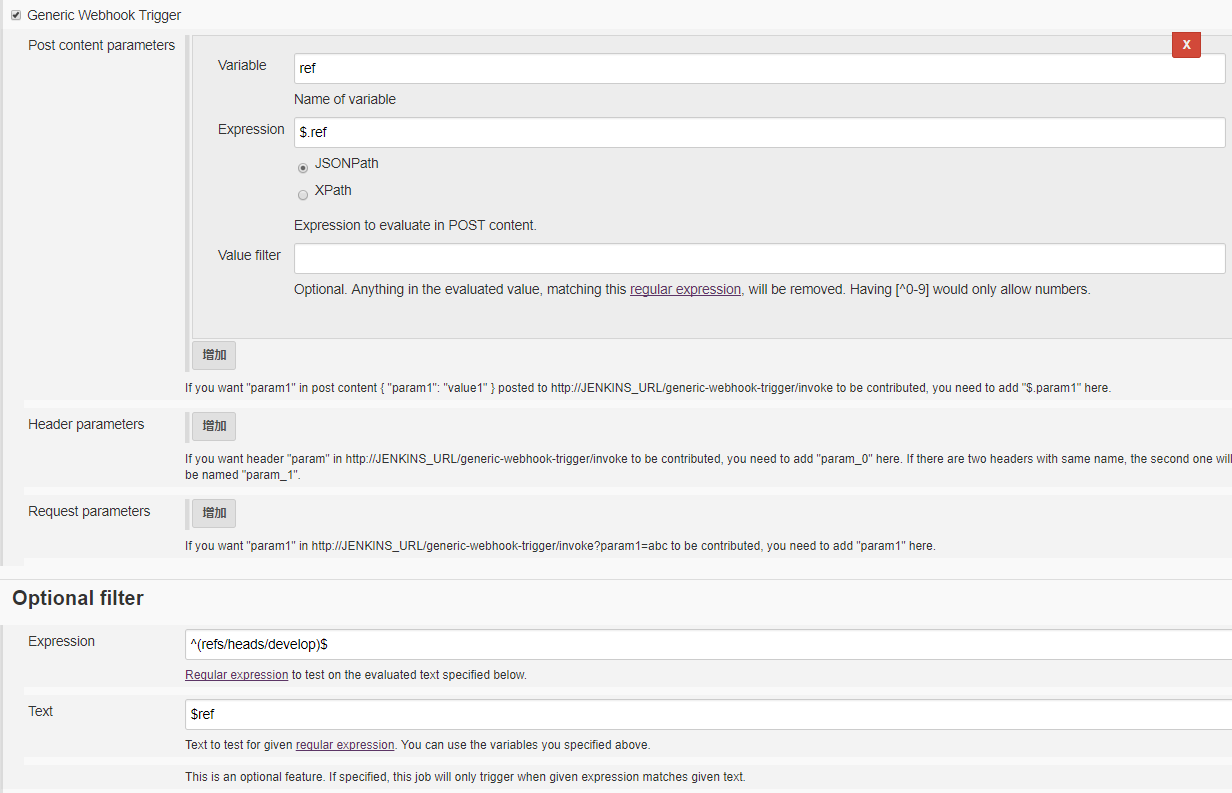 Generic Webhook Trigger
Post content parameters
X
Variable
ref
Name of variable
Expression
$.ref
JSONPath
XPath
Expression to evaluate in POST content.
Value filter
Optional. Anything in the evaluated value, matching this regular expression, will be removed. Having [^0-9] would only allow numbers.
增加
If you want "param1" in post content { "param1": "value1" } posted to http://JENKINS_URL/generic-webhook-trigger/invoke to be contributed, you need to add "$.param1" here.
Header parameters
增加
If you want header "param" in http://JENKINS_URL/generic-webhook-trigger/invoke to be contributed, you need to add "param_0" here. If there are two headers with same name, the second one will
be named "param_1".
Request parameters
增加
If you want "param1" in http://JENKINS_URL/generic-webhook-trigger/invoke?param1=abc to be contributed, you need to add "param1" here.
Optional filter
Expression
^(refs/heads/develop)$
Regular expression to test on the evaluated text specified below.
Text
$ref
Text to test for given regular expression. You can use the variables you specified above.
This is an optional feature. If specified, this job will only trigger when given expression matches given text.